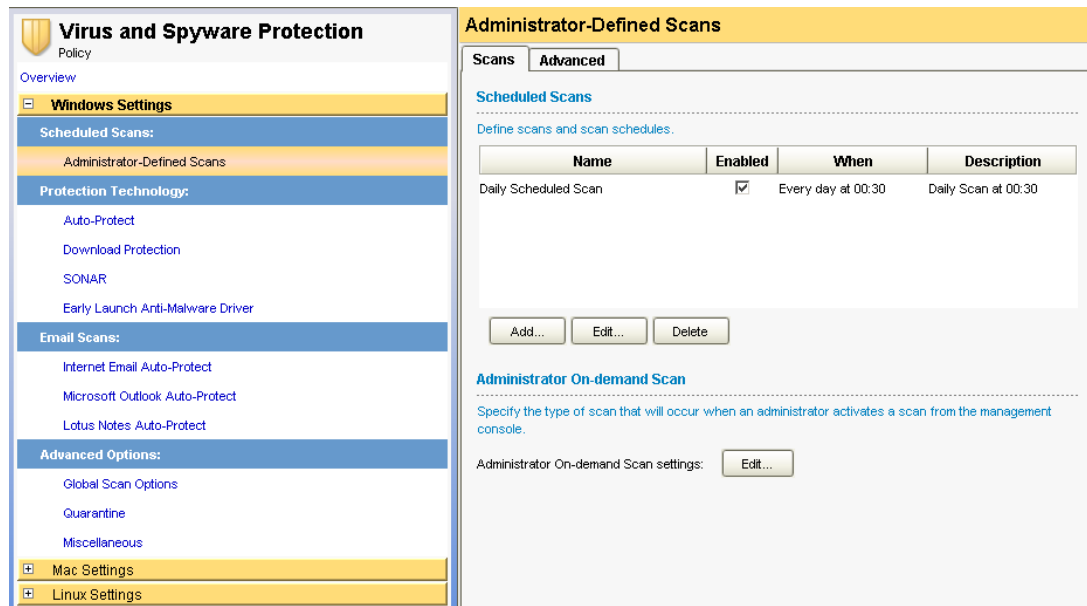 Virus and Spyware Protection
Policy
Overview
Windows Settings
Scheduled Scans:
Administrator-Defined Scans
Protection Technology:
Auto-Protect
Download Protection
SONAR
Early Launch Anti-Malware Driver
Email Scans:
Internet Email Auto-Protect
Microsoft Outlook Auto-Protect
Lotus Notes Auto-Protect
Advanced Options:
Global Scan Options
Quarantine
Miscellaneous
Mac Settings
Linux Settings
Administrator-Defined Scans
Scans Advanced
Scheduled Scans
Define scans and scan schedules.
Name Enabled When Description
Daily Scheduled Scan Every day at 00:30 Daily Scan at 00:30
Add... Edit... Delete
Administrator On-demand Scan
Specify the type of scan that will occur when an administrator activates a scan from the management
console.
Administrator On-demand Scan settings: Edit...